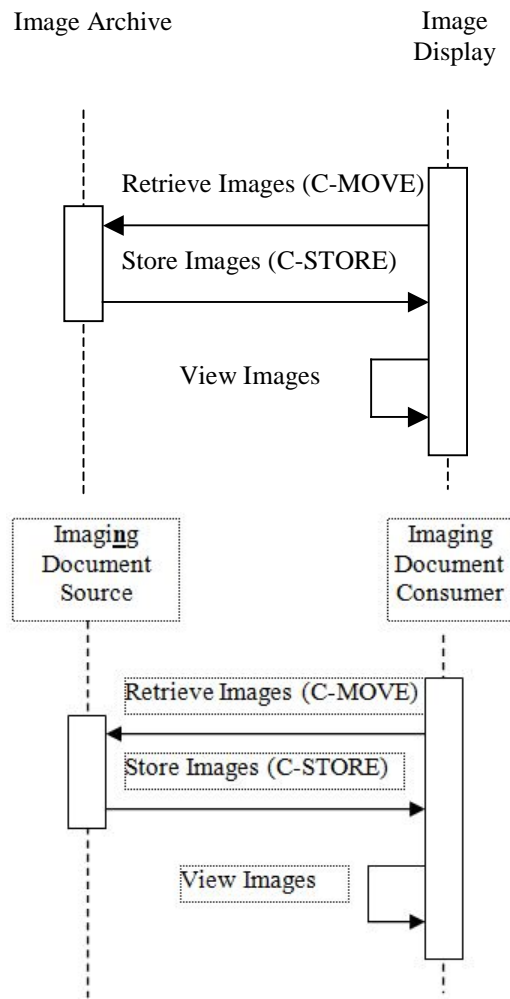 Image Archive
Image
Display
Retrieve Images (C-MOVE)
Store Images (C-STORE)
View Images
Imaging
Document
Source
Imaging
Document
Consumer
Retrieve Images (C-MOVE)
Store Images (C-STORE)
View Images